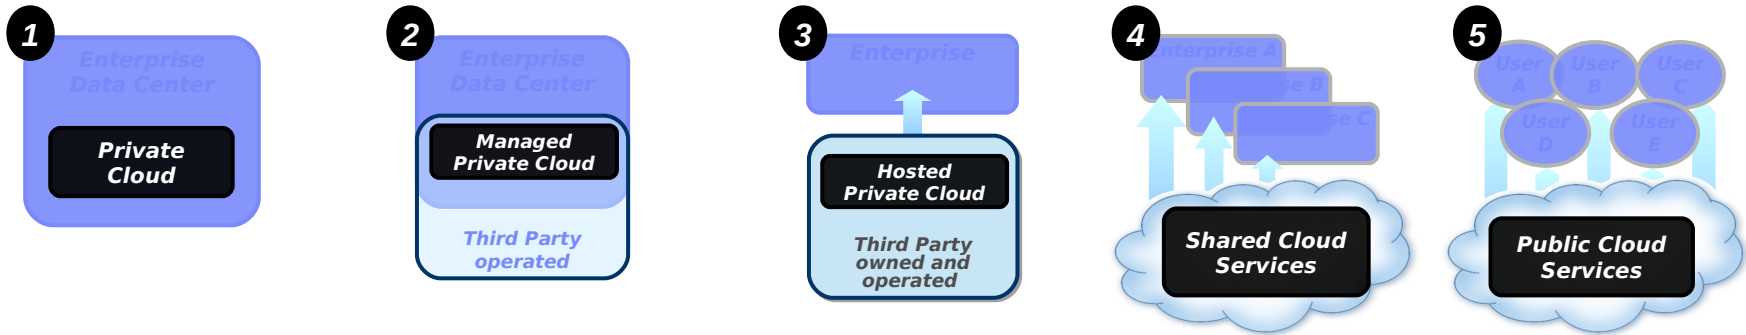 1
Enterprise
Data Center
Private
Cloud
2
Enterprise
Data Center
Managed
Private Cloud
Third Party
operated
3
Enterprise
Hosted
Private Cloud
Third Party
owned and
operated
4
Enterprise A
se B
se C
Shared Cloud
Services
5
User
A
User
B
User
C
User
D
User
E
Public Cloud
Services